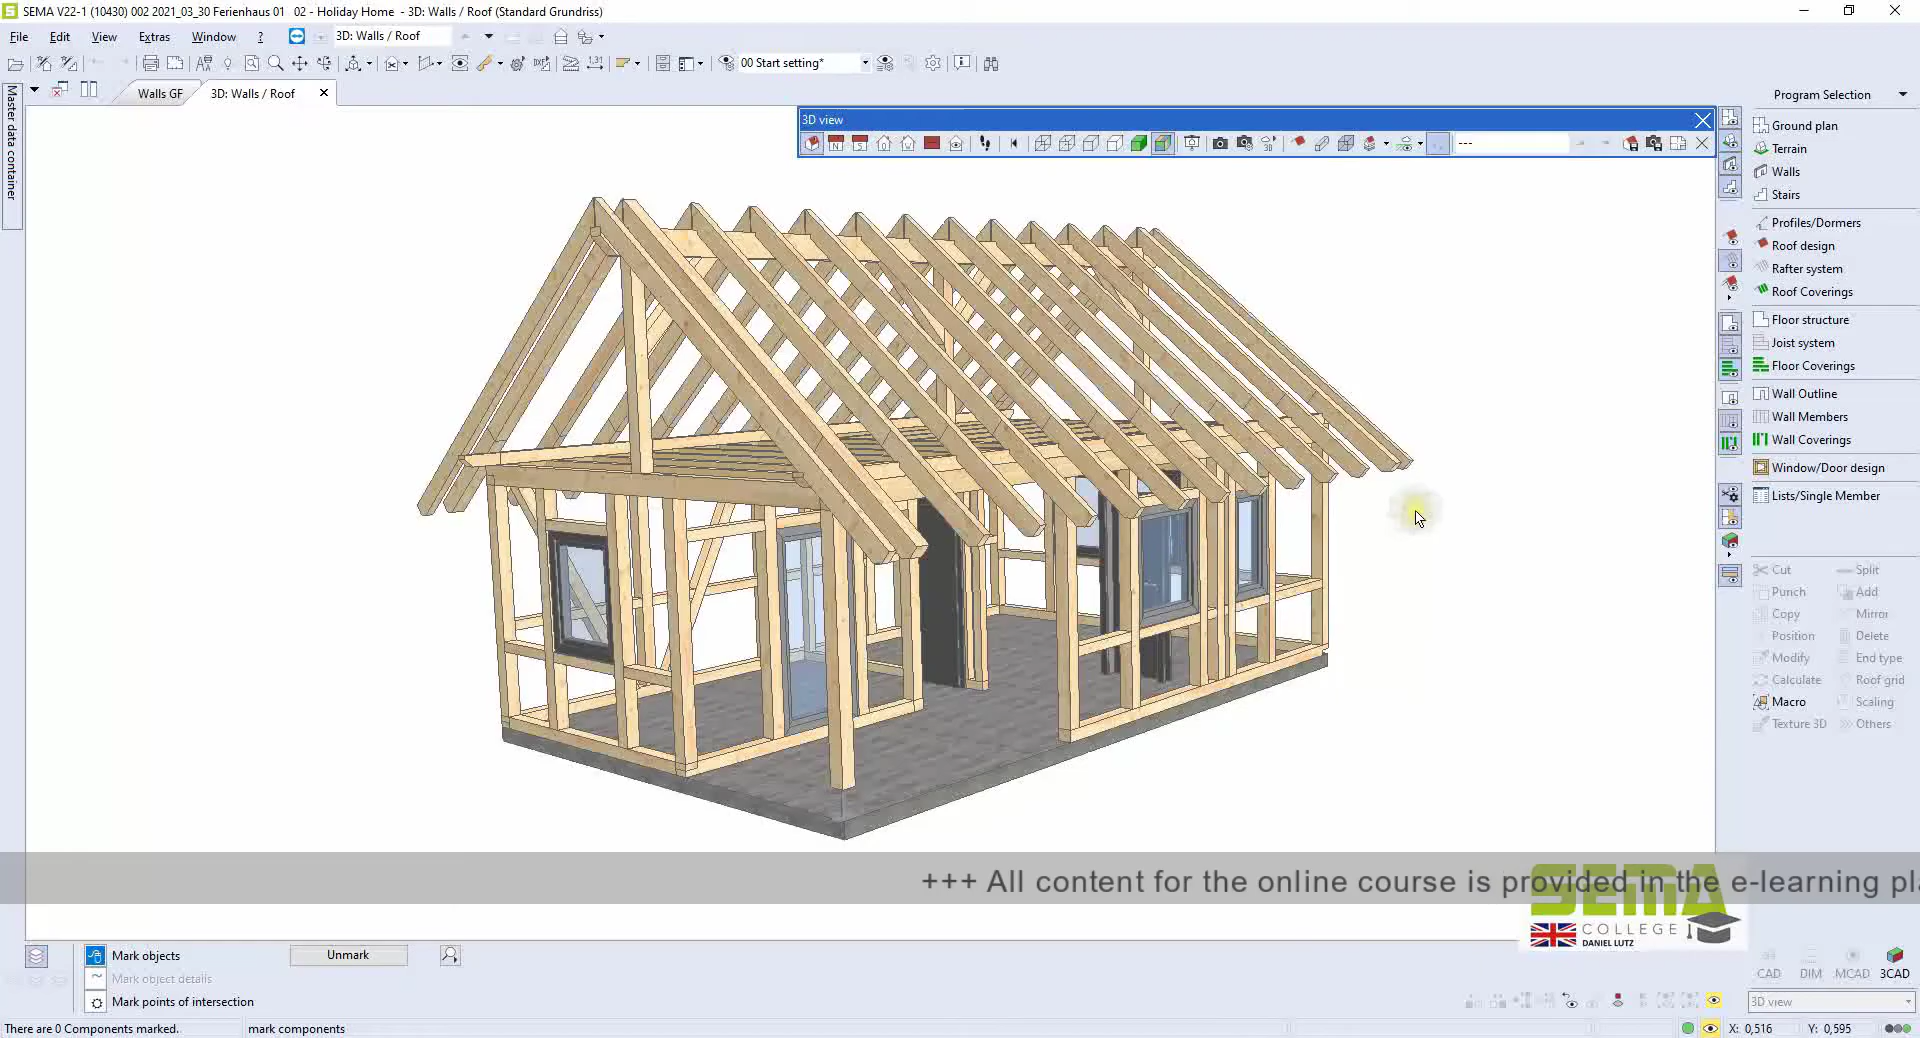 SEMA V22-1 (10430) 002 2021_03_30 Ferienhaus 01   02 - Holiday Home  - 3D: Walls / Roof (Standard Grundriss)
File Edit View Extras Window ? 3D: Walls / Roof
00 Start setting*
Walls GF
3D: Walls / Roof
Master data container
3D view
---
Program Selection
Ground plan
Terrain
Walls
Stairs
Profiles/Dormers
Roof design
Rafter system
Roof Coverings
Floor structure
Joist system
Floor Coverings
Wall Outline
Wall Members
Wall Coverings
Window/Door design
Lists/Single Member
Cut Split
Punch Add
Copy Mirror
Position Delete
Modify End type
Calculate Roof grid
Macro Scaling
Texture 3D Others
+++ All content for the online course is provided in the e-learning pl
SEMA
COLLEGE
DANIEL LUTZ
Mark objects
Unmark
Mark object details
Mark points of intersection
CAD DIM MCAD 3CAD
3D view
There are 0 Components marked.
mark components
X: 0,516
Y: 0,595